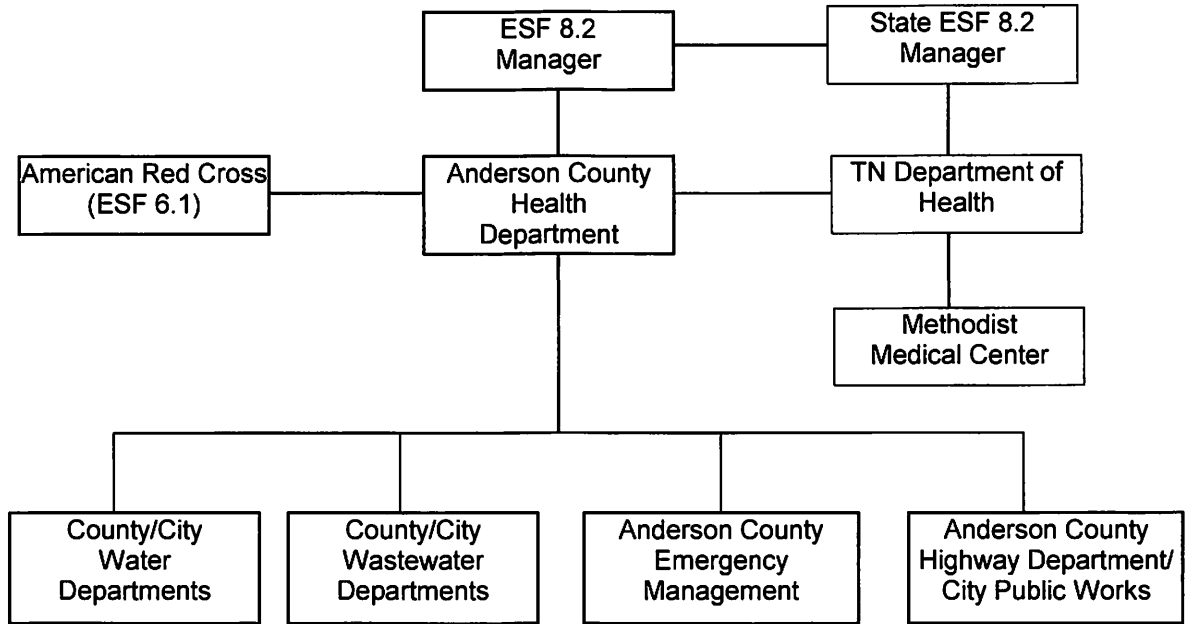 ESF 8.2
Manager
State ESF 8.2
Manager
American Red Cross
(ESF 6.1)
Anderson County
Health
Department
TN Department of
Health
Methodist
Medical Center
County/City
Water
Departments
County/City
Wastewater
Departments
Anderson County
Emergency
Management
Anderson County
Highway Department/
City Public Works